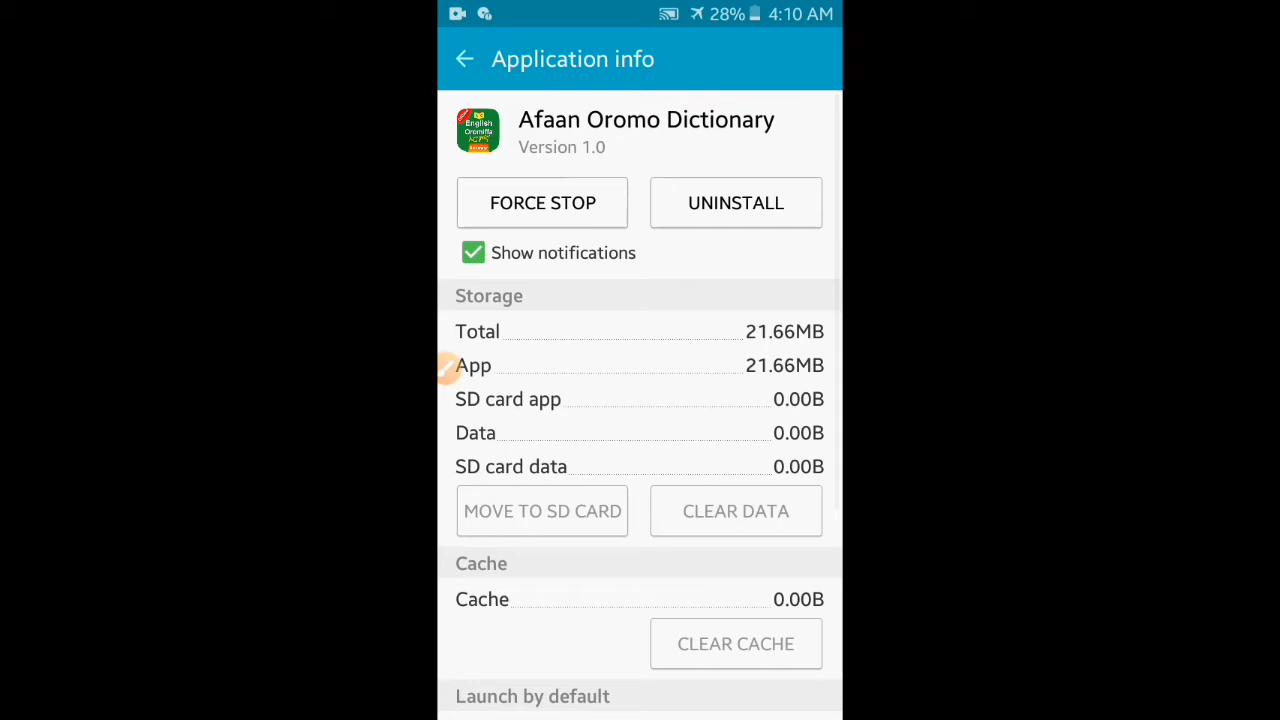 28% 4:10 AM
Application info
English
Oromiffa
Afaan Oromo Dictionary
Version 1.0
FORCE STOP UNINSTALL
Show notifications
Storage
Total 21.66MB
App 21.66MB
SD card app 0.00B
Data 0.00B
SD card data 0.00B
MOVE TO SD CARD CLEAR DATA
Cache
Cache 0.00B
CLEAR CACHE
Launch by default